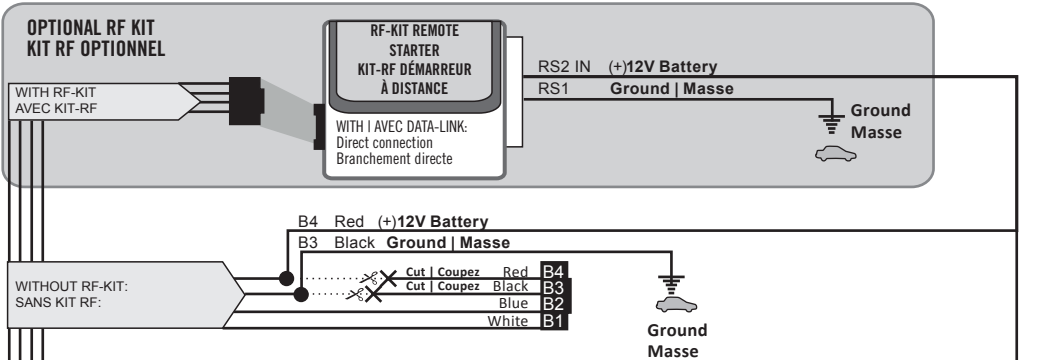 OPTIONAL RF KIT
KIT RF OPTIONNEL
RF-KIT REMOTE
STARTER
KIT-RF DÉMARREUR
À DISTANCE
WITH | AVEC DATA-LINK:
Direct connection
Branchement directe
RS2 IN (+)12V Battery
RS1 Ground | Masse
Ground
Masse
WITH RF-KIT
AVEC KIT-RF
B4 Red (+)12V Battery
B3 Black Ground | Masse
WITHOUT RF-KIT:
SANS KIT RF:
Cut | Coupez Red B4
Cut | Coupez Black B3
Blue B2
White B1
Ground
Masse